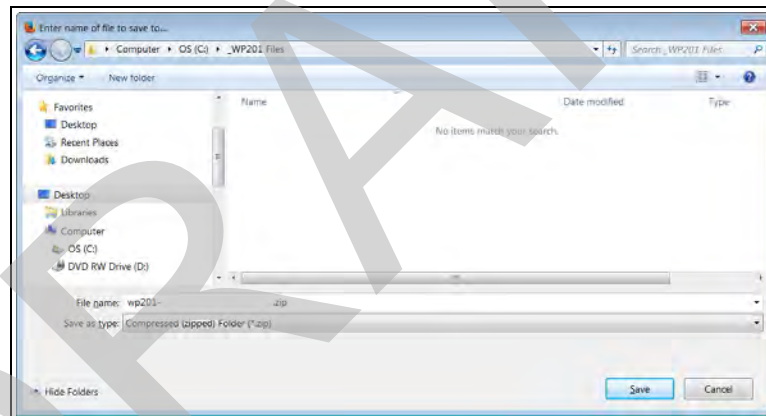 Enter name of file to save to...
Computer ▸ OS (C:) ▸ _WP201 Files
Search _WP201 Files
Organize New folder
Name Date modified Type
No items match your search.
Favorites
Desktop
Recent Places
Downloads
Desktop
Libraries
Computer
OS (C:)
DVD RW Drive (D:)
File name: wp201- .zip
Save as type: Compressed (zipped) Folder (*.zip)
Hide Folders
Save Cancel